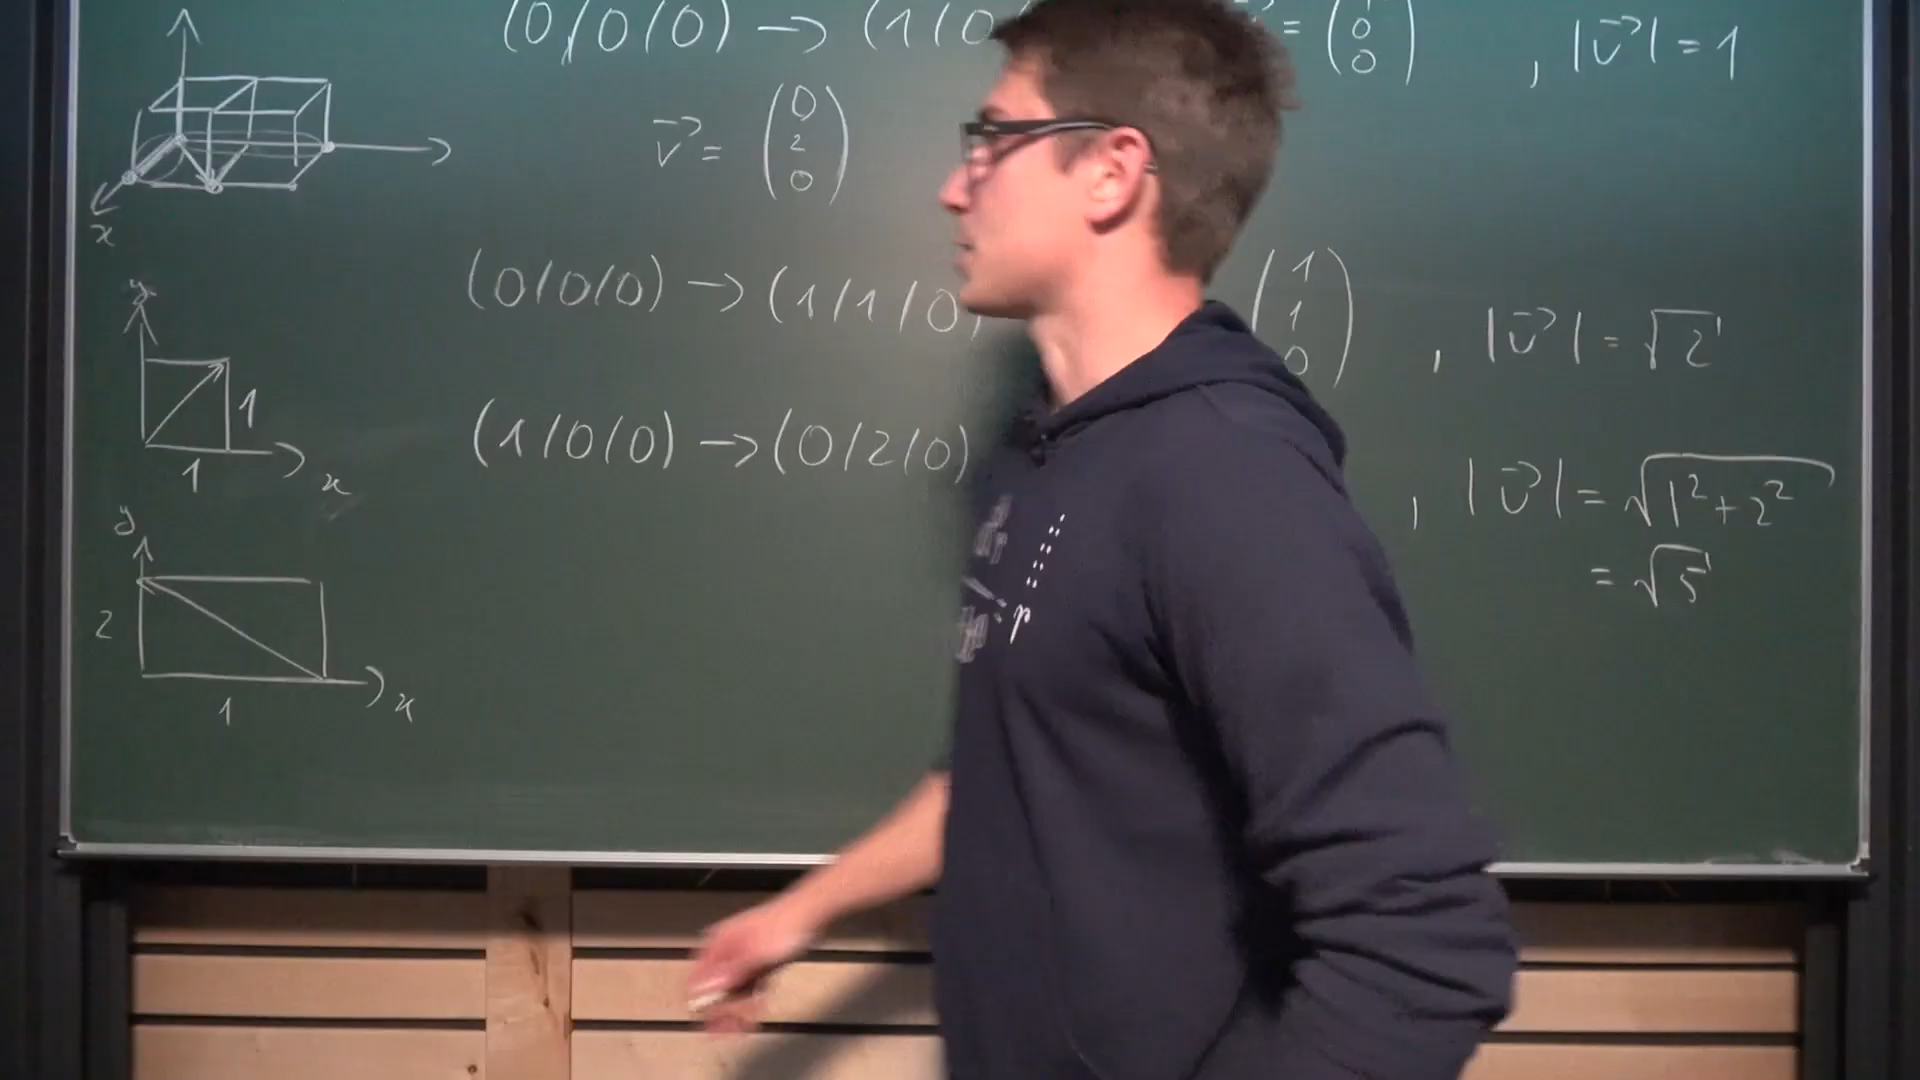 (0/0/0) → (1/0 = (0 0) , |v⃗| = 1
v⃗ = (0 2 0)
x
(0/0/0) → (1/1/0) (1 1 0) , |v⃗| = √2
y
1
1
x
(1/0/0) → (0/2/0) , |v⃗| = √1² + 2²
= √5
y
2
1
x